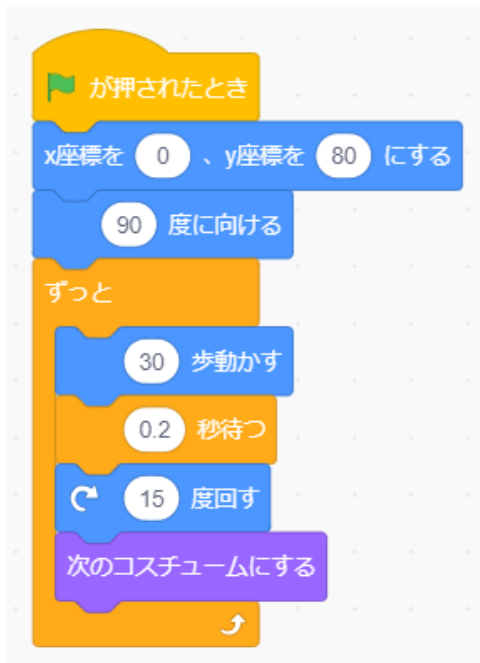 が押されたとき
x座標を 0 、y座標を 80 にする
90 度に向ける
ずっと
30 歩動かす
0.2 秒待つ
15 度回す
次のコスチュームにする